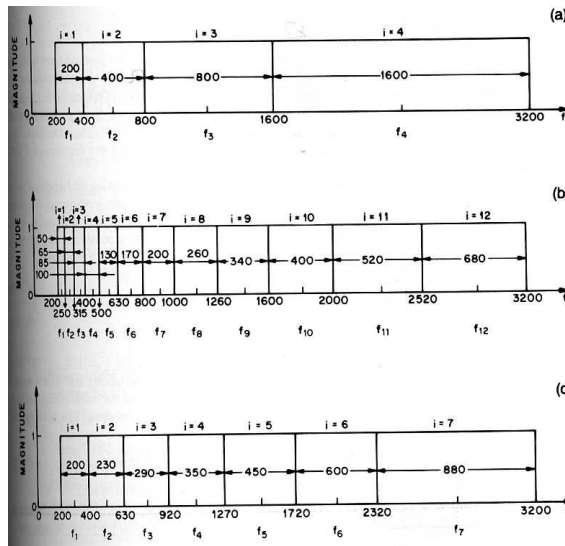 (a)
i = 1 i = 2 i = 3 i = 4
MAGNITUDE
1
200 400 800 1600
0 200 400 800 1600 3200 f
f1 f2 f3 f4
(b)
i=1 i=3
i=2 i=4 i=5 i=6 i=7 i=8 i=9 i=10 i=11 i=12
MAGNITUDE
1
50
65
85
100
130 170 200 260 340 400 520 680
0
200 400 630 800 1000 1260 1600 2000 2520 3200 f
250 315 500
f1 f2 f3 f4 f5 f6 f7 f8 f9 f10 f11 f12
i=1 i=2 i=3 i=4 i=5 i=6 i=7
MAGNITUDE
1
200 230 290 350 450 600 880
0 200 400 630 920 1270 1720 2320 3200
f1 f2 f3 f4 f5 f6 f7